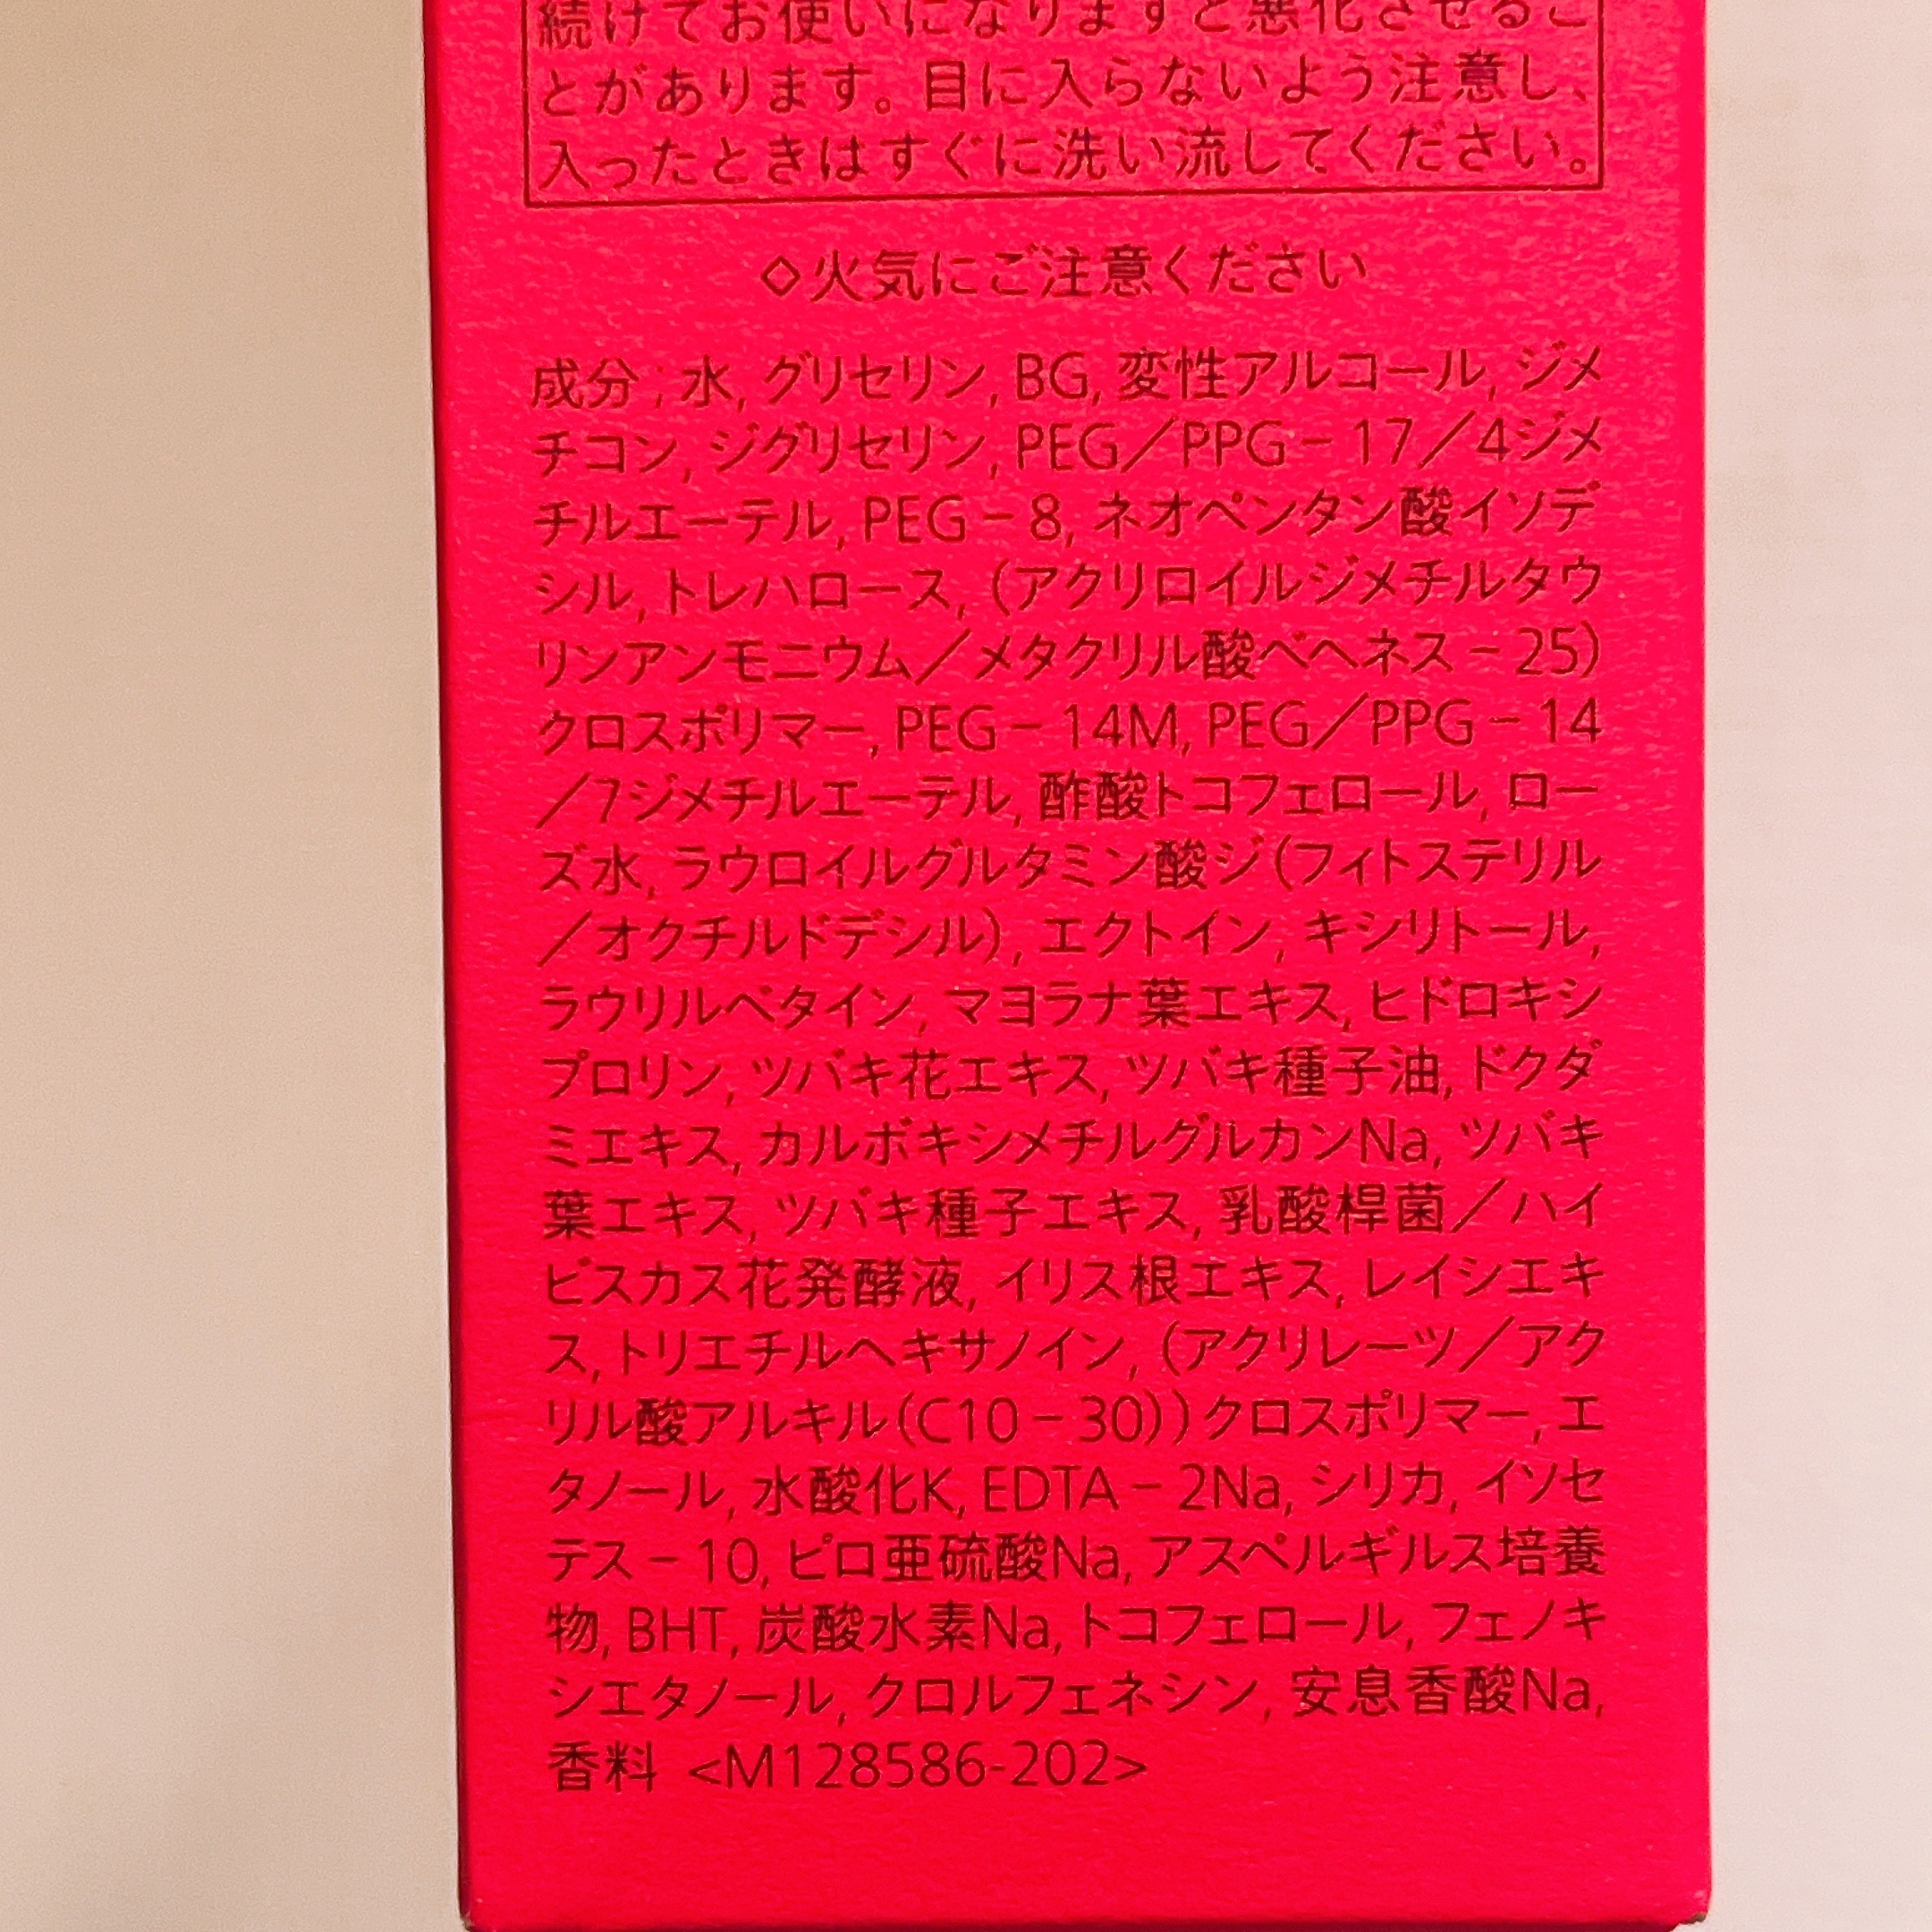 続けてお使いになりますと悪化させるこ
とがあります。目に入らないよう注意し、
入ったときはすぐに洗い流してください。
◇火気にご注意ください
成分:水, グリセリン, BG, 変性アルコール, ジメ
チコン, ジグリセリン, PEG/PPG-17/4ジメ
チルエーテル, PEG-8, ネオペンタン酸イソデ
シル, トレハロース, (アクリロイルジメチルタウ
リンアンモニウム/メタクリル酸ベヘネス-25)
クロスポリマー, PEG-14M, PEG/PPG-14
/7ジメチルエーテル, 酢酸トコフェロール, ロー
ズ水, ラウロイルグルタミン酸ジ(フィトステリル
/オクチルドデシル), エクトイン, キシリトール,
ラウリルベタイン, マヨラナ葉エキス, ヒドロキシ
プロリン, ツバキ花エキス, ツバキ種子油, ドクダ
ミエキス, カルボキシメチルグルカンNa, ツバキ
葉エキス, ツバキ種子エキス, 乳酸桿菌/ハイ
ビスカス花発酵液, イリス根エキス, レイシエキ
ス, トリエチルヘキサノイン, (アクリレーツ/アク
リル酸アルキル(C10-30))クロスポリマー, エ
タノール, 水酸化K, EDTA-2Na, シリカ, イソセ
テス-10, ピロ亜硫酸Na, アスペルギルス培養
物, BHT, 炭酸水素Na, トコフェロール, フェノキ
シエタノール, クロルフェネシン, 安息香酸Na,
香料 <M128586-202>